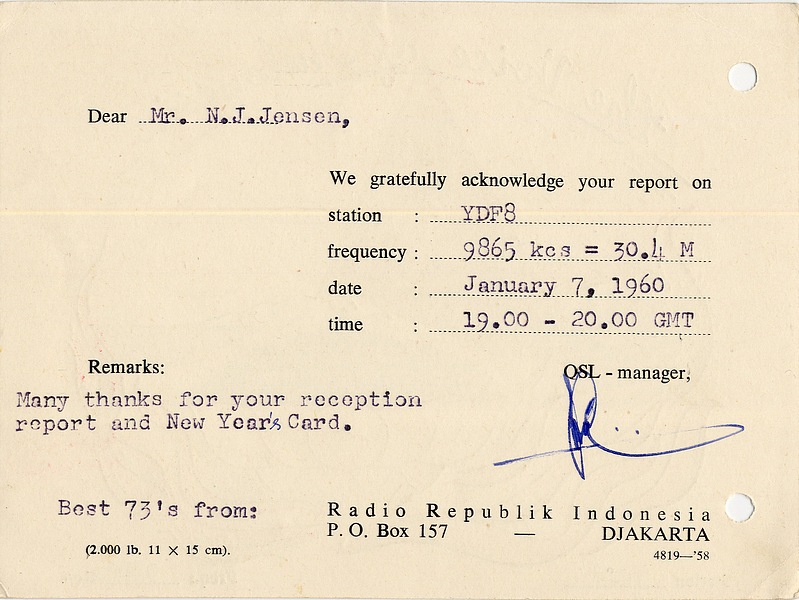 Dear Mr. N.J.Jensen,
We gratefully acknowledge your report on
station : YDF8
frequency : 9865 kcs = 30.4 M
date : January 7, 1960
time : 19.00 - 20.00 GMT
Remarks:
QSL - manager,
Many thanks for your reception
report and New Year's Card.
Best 73's from:
Radio Republik Indonesia
P. O. Box 157 — DJAKARTA
(2.000 lb. 11 × 15 cm).
4819—'58